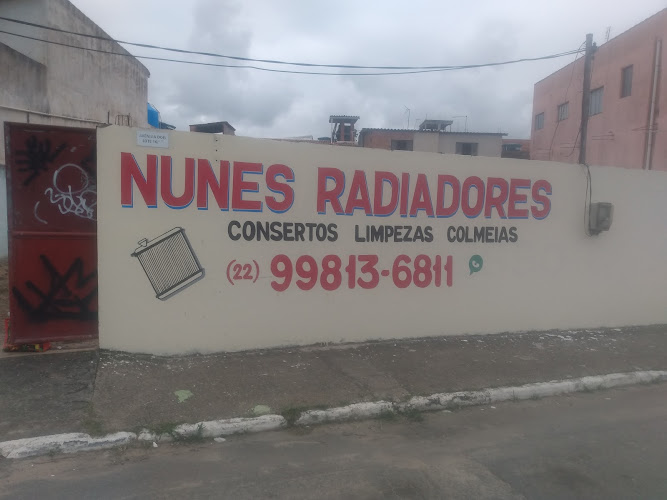 NUNES RADIADORES
CONSERTOS LIMPEZAS COLMEIAS
(22) 99813-6811